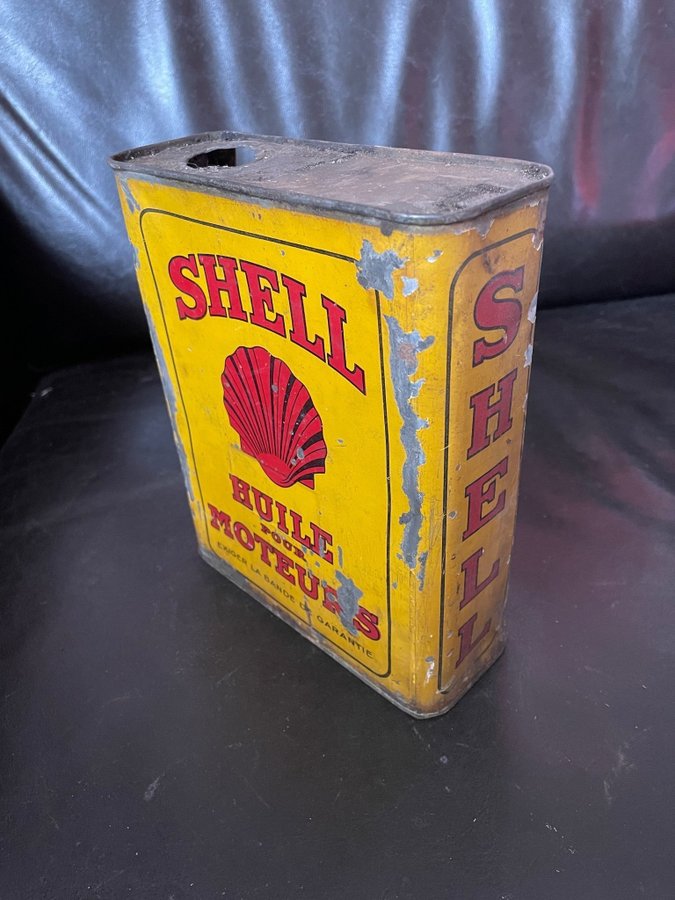 SHELL
HUILE
POUR
MOTEURS
EXIGER LA BANDE DE GARANTIE
SHELL